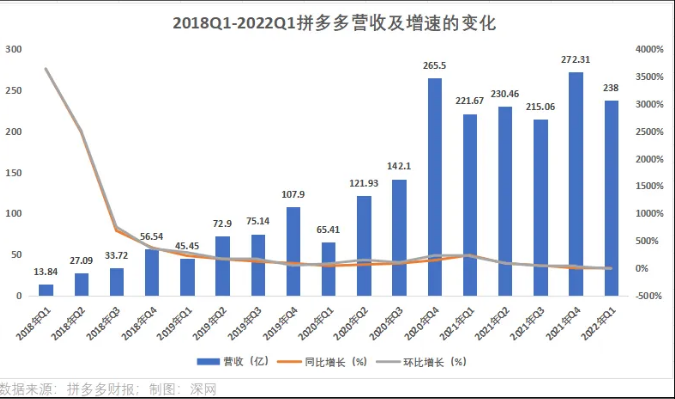 2018Q1-2022Q1拼多多营收及增速的变化
300
250
200
150
100
50
0
4000%
3500%
3000%
2500%
2000%
1500%
1000%
500%
0%
-500%
13.84
27.09
33.72
56.54
45.45
72.9
75.14
107.9
65.41
121.93
142.1
265.5
221.67
230.46
215.06
272.31
238
2018年Q1
2018年Q2
2018年Q3
2018年Q4
2019年Q1
2019年Q2
2019年Q3
2019年Q4
2020年Q1
2020年Q2
2020年Q3
2020年Q4
2021年Q1
2021年Q2
2021年Q3
2021年Q4
2022年Q1
营收（亿） 同比增长（%） 环比增长（%）
数据来源：拼多多财报；制图：深网